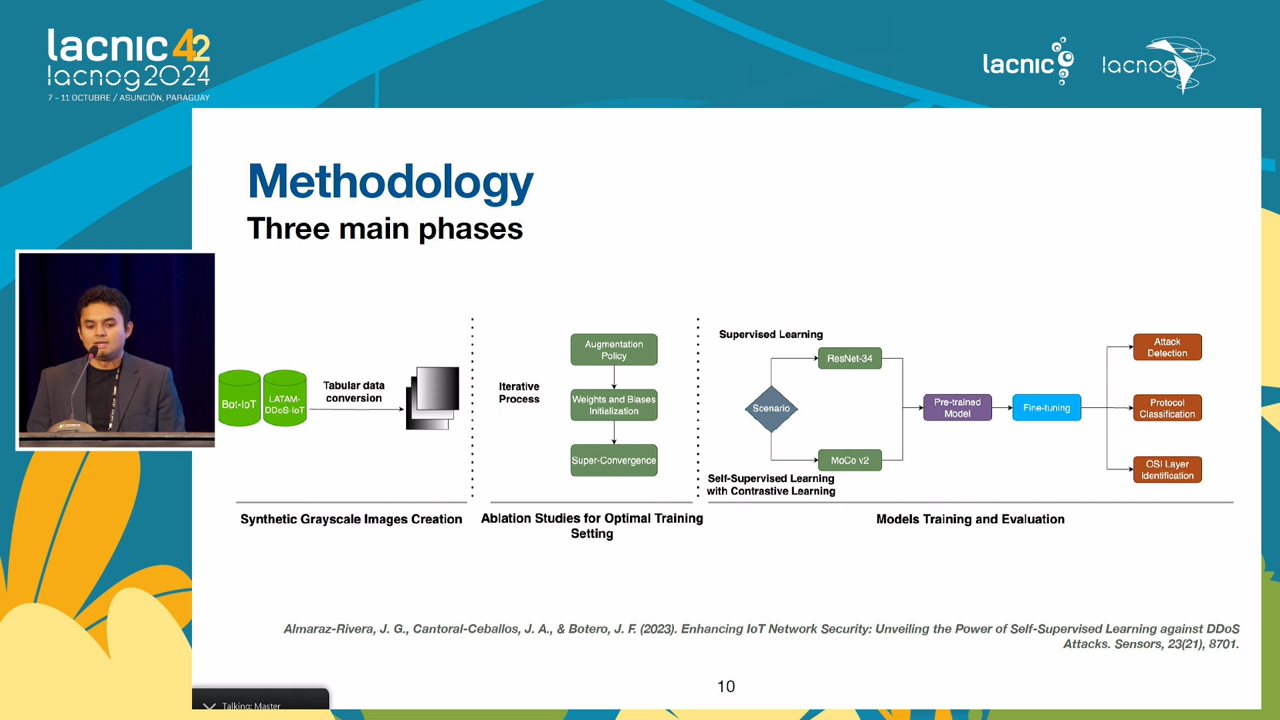 lacnic 42
lacnog 2024
7 - 11 OCTUBRE / ASUNCIÓN, PARAGUAY
lacnic
lacnog
Methodology
Three main phases
Bot-IoT
LATAM-
DDoS-IoT
Tabular data
conversion
Iterative
Process
Augmentation
Policy
Weights and Biases
Initialization
Super-Convergence
Supervised Learning
Scenario
ResNet-34
MoCo v2
Self-Supervised Learning
with Contrastive Learning
Pre-trained
Model
Fine-tuning
Attack
Detection
Protocol
Classification
OSI Layer
Identification
Synthetic Grayscale Images Creation
Ablation Studies for Optimal Training
Setting
Models Training and Evaluation
Almaraz-Rivera, J. G., Cantoral-Ceballos, J. A., & Botero, J. F. (2023). Enhancing IoT Network Security: Unveiling the Power of Self-Supervised Learning against DDoS
Attacks. Sensors, 23(21), 8701.
10
Talking: Master